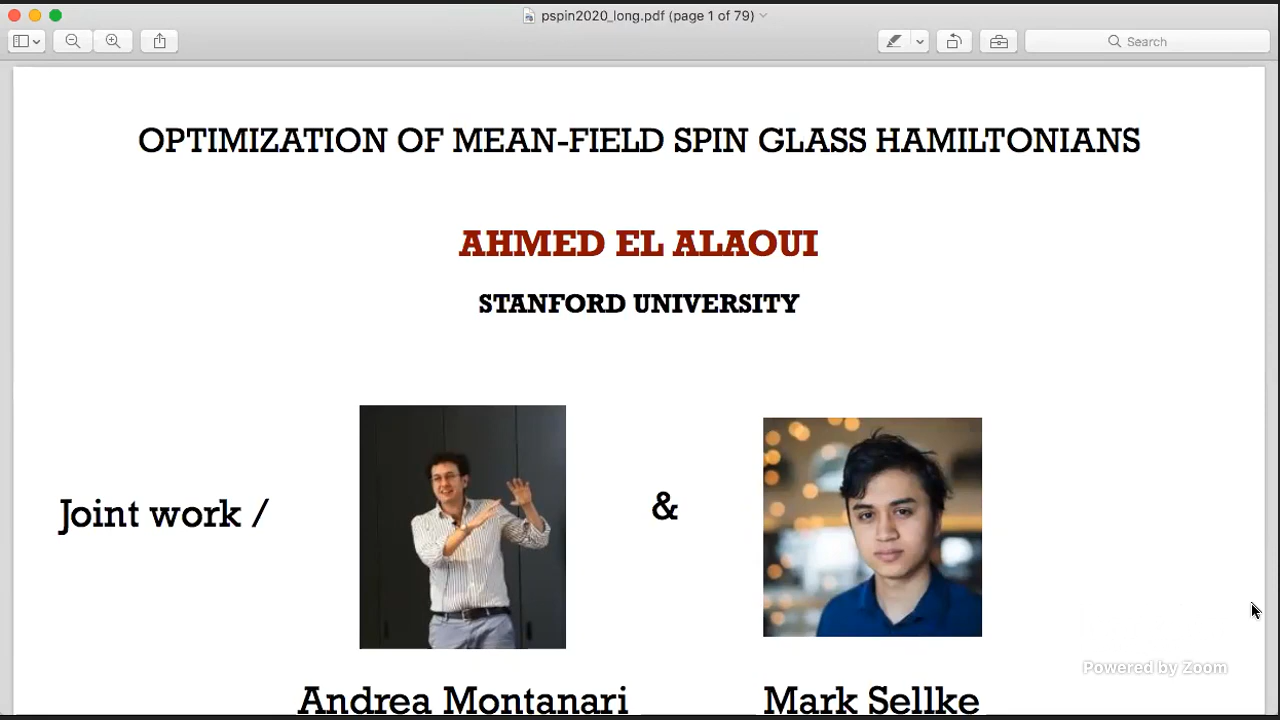 pspin2020_long.pdf (page 1 of 79)
Search
OPTIMIZATION OF MEAN-FIELD SPIN GLASS HAMILTONIANS
AHMED EL ALAOUI
STANFORD UNIVERSITY
Joint work / &
Andrea Montanari Mark Sellke
Powered by Zoom